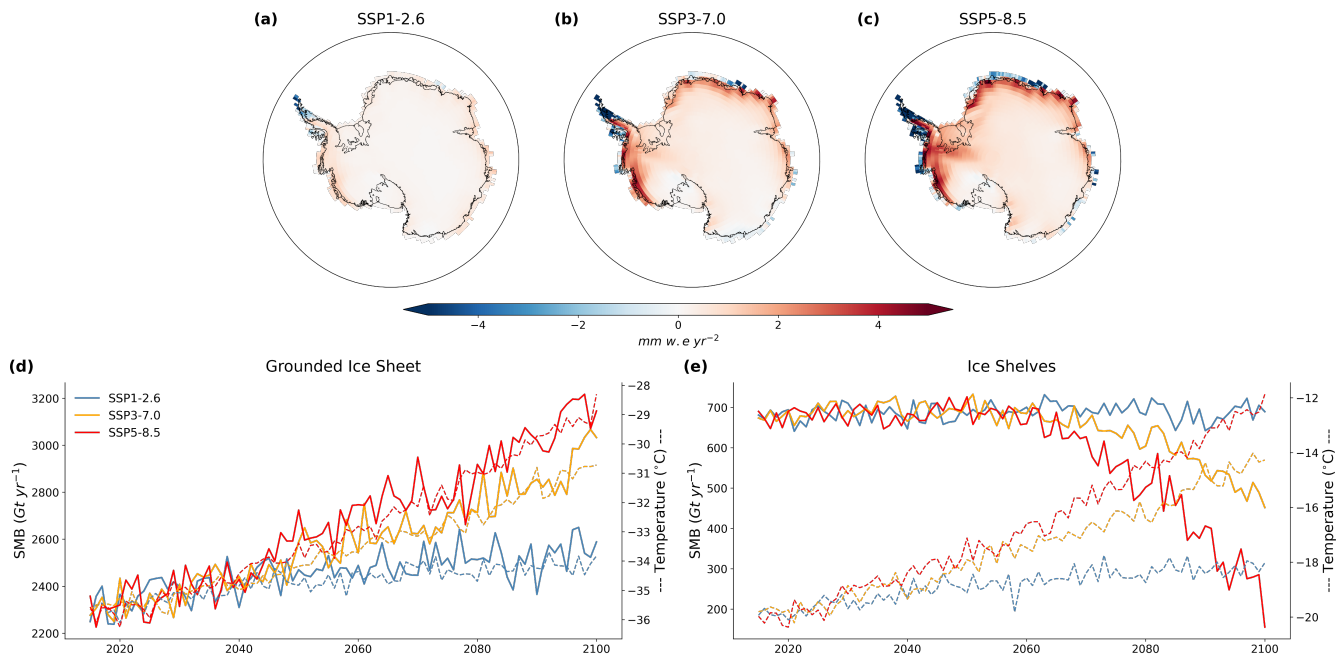 (a) SSP1-2.6
(b) SSP3-7.0
(c) SSP5-8.5
−4 −2 0 2 4
mm w.e yr⁻²
(d) Grounded Ice Sheet
SSP1-2.6
SSP3-7.0
SSP5-8.5
SMB (Gt yr⁻¹)
3200
3000
2800
2600
2400
2200
2020 2040 2060 2080 2100
−28
−29
−30
−31
−32
−33
−34
−35
−36
--- Temperature (°C) ---
(e) Ice Shelves
SMB (Gt yr⁻¹)
700
600
500
400
300
200
2020 2040 2060 2080 2100
−12
−14
−16
−18
−20
--- Temperature (°C) ---